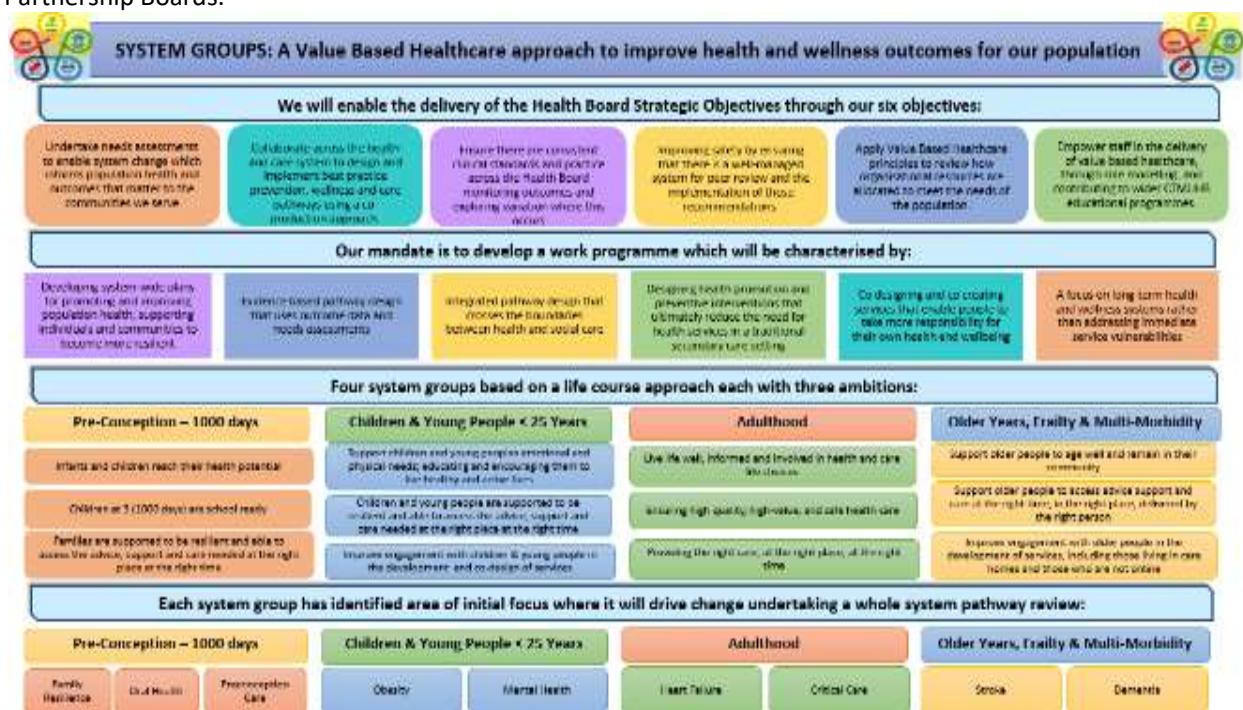 Partnership Boards.
SYSTEM GROUPS: A Value Based Healthcare approach to improve health and wellness outcomes for our population
We will enable the delivery of the Health Board Strategic Objectives through our six objectives:
Undertake needs assessments
to enable system change which
informs population health and
outcomes that matter to the
communities we serve
Collaborate across the health
and care system to design and
implement best practice
prevention, wellness and care
pathways using a co
production approach
Ensure there are consistent
clinical standards and practice
across the Health Board
monitoring outcomes and
exploring variation where this
occurs
Improving safety by ensuring
that there is a well-managed
system for peer review and the
implementation of those
recommendations
Apply Value Based Healthcare
principles to review how
organisational resources are
allocated to meet the needs of
the population
Empower staff in the delivery
of value based healthcare,
through role modelling, and
contributing to wider CTMUHB
educational programmes
Our mandate is to develop a work programme which will be characterised by:
Developing system-wide plans
for promoting and improving
population health, supporting
individuals and communities to
become more resilient
Evidence-based pathway design
that uses outcome data and
needs assessments
Integrated pathway design that
crosses the boundaries
between health and social care
Designing health promotion and
preventive interventions that
ultimately reduce the need for
health services in a traditional
secondary care setting
Co designing and co creating
services that enable people to
take more responsibility for
their own health and wellbeing
A focus on long term health
and wellness systems rather
than addressing immediate
service vulnerabilities
Four system groups based on a life course approach each with three ambitions:
Pre-Conception – 1000 days
Infants and children reach their health potential
Children at 3 (1000 days) are school ready
Families are supported to be resilient and able to
access the advice, support and care needed at the right
place at the right time
Children & Young People < 25 Years
Support children and young peoples emotional and
physical needs; educating and encouraging them to
live healthy and active lives
Children and young people are supported to be
resilient and able to access the advice, support and
care needed at the right place at the right time
Improve engagement with children & young people in
the development and co-design of services
Adulthood
Live life well, informed and involved in health and care
life choices
Ensuring high quality, high-value, and safe health care
Providing the right care, at the right place, at the right
time
Older Years, Frailty & Multi-Morbidity
Support older people to age well and remain in their
community
Support older people to access advice support and
care at the right time, in the right place, delivered by
the right person
Improve engagement with older people in the
development of services, including those living in care
homes and those who are not online
Each system group has identified area of initial focus where it will drive change undertaking a whole system pathway review:
Pre-Conception – 1000 days
Family
Resilience
Oral Health
Preconception
Care
Children & Young People < 25 Years
Obesity
Mental Health
Adulthood
Heart Failure
Critical Care
Older Years, Frailty & Multi-Morbidity
Stroke
Dementia